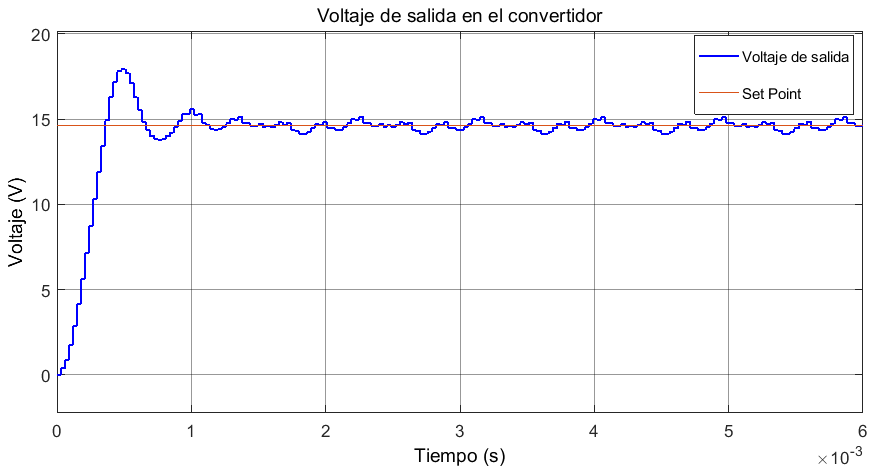 Voltaje de salida en el convertidor
Voltaje de salida
Set Point
Voltaje (V)
20
15
10
5
0
0 1 2 3 4 5 6
Tiempo (s)
×10-3